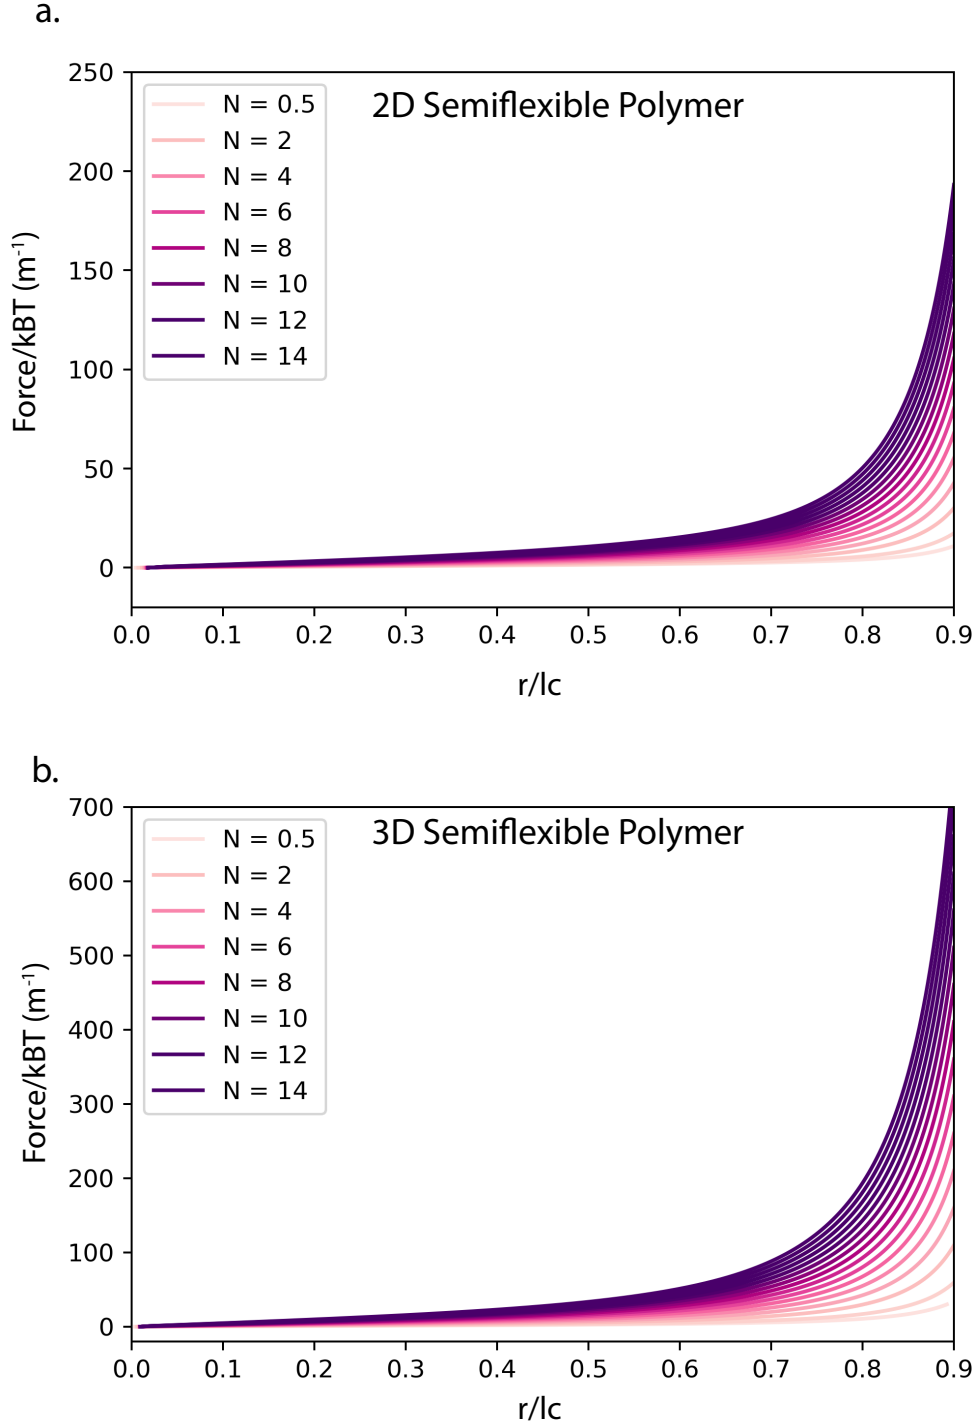 a.
250
200
150
100
50
0
Force/kBT (m⁻¹)
N = 0.5
N = 2
N = 4
N = 6
N = 8
N = 10
N = 12
N = 14
2D Semiflexible Polymer
0.0 0.1 0.2 0.3 0.4 0.5 0.6 0.7 0.8 0.9
r/lc
b.
700
600
500
400
300
200
100
0
Force/kBT (m⁻¹)
N = 0.5
N = 2
N = 4
N = 6
N = 8
N = 10
N = 12
N = 14
3D Semiflexible Polymer
0.0 0.1 0.2 0.3 0.4 0.5 0.6 0.7 0.8 0.9
r/lc